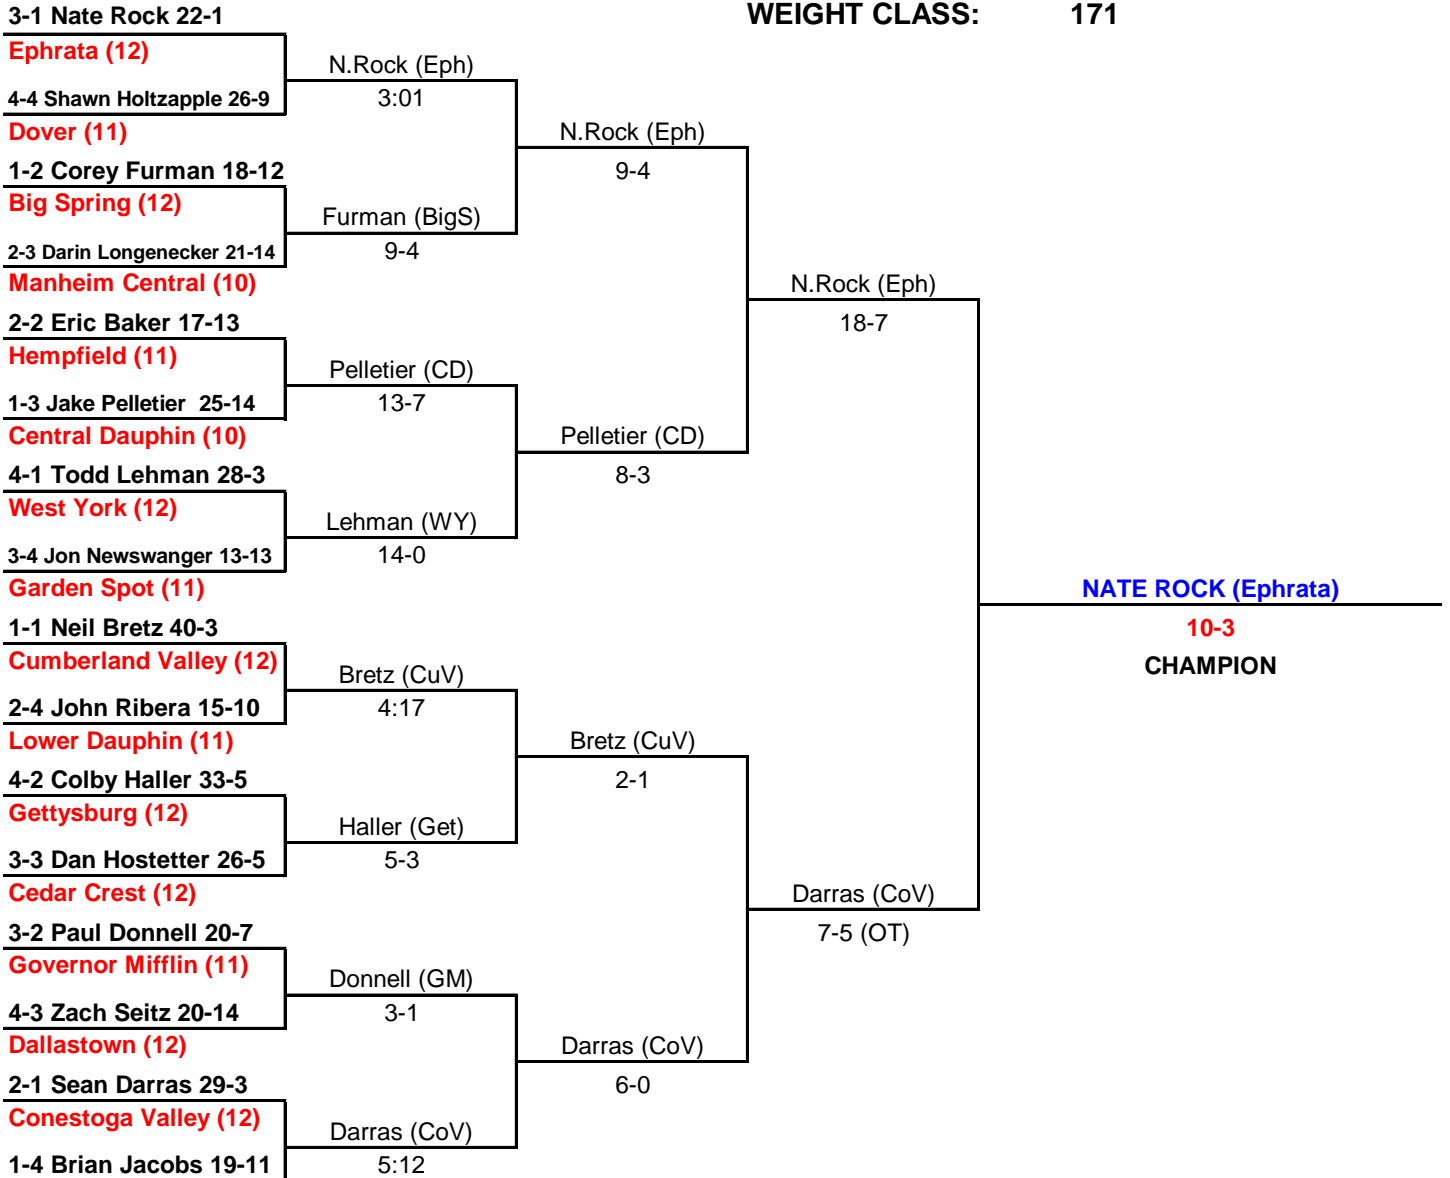 3-1 Nate Rock 22-1
WEIGHT CLASS: 171
Ephrata (12)
N.Rock (Eph)
4-4 Shawn Holtzapple 26-9
3:01
Dover (11)
N.Rock (Eph)
1-2 Corey Furman 18-12
9-4
Big Spring (12)
Furman (BigS)
2-3 Darin Longenecker 21-14
9-4
Manheim Central (10)
N.Rock (Eph)
2-2 Eric Baker 17-13
18-7
Hempfield (11)
Pelletier (CD)
1-3 Jake Pelletier 25-14
13-7
Central Dauphin (10)
Pelletier (CD)
4-1 Todd Lehman 28-3
8-3
West York (12)
Lehman (WY)
3-4 Jon Newswanger 13-13
14-0
Garden Spot (11)
NATE ROCK (Ephrata)
1-1 Neil Bretz 40-3
10-3
Cumberland Valley (12)
CHAMPION
Bretz (CuV)
2-4 John Ribera 15-10
4:17
Lower Dauphin (11)
Bretz (CuV)
4-2 Colby Haller 33-5
2-1
Gettysburg (12)
Haller (Get)
3-3 Dan Hostetter 26-5
5-3
Cedar Crest (12)
Darras (CoV)
3-2 Paul Donnell 20-7
7-5 (OT)
Governor Mifflin (11)
Donnell (GM)
4-3 Zach Seitz 20-14
3-1
Dallastown (12)
Darras (CoV)
2-1 Sean Darras 29-3
6-0
Conestoga Valley (12)
Darras (CoV)
1-4 Brian Jacobs 19-11
5:12